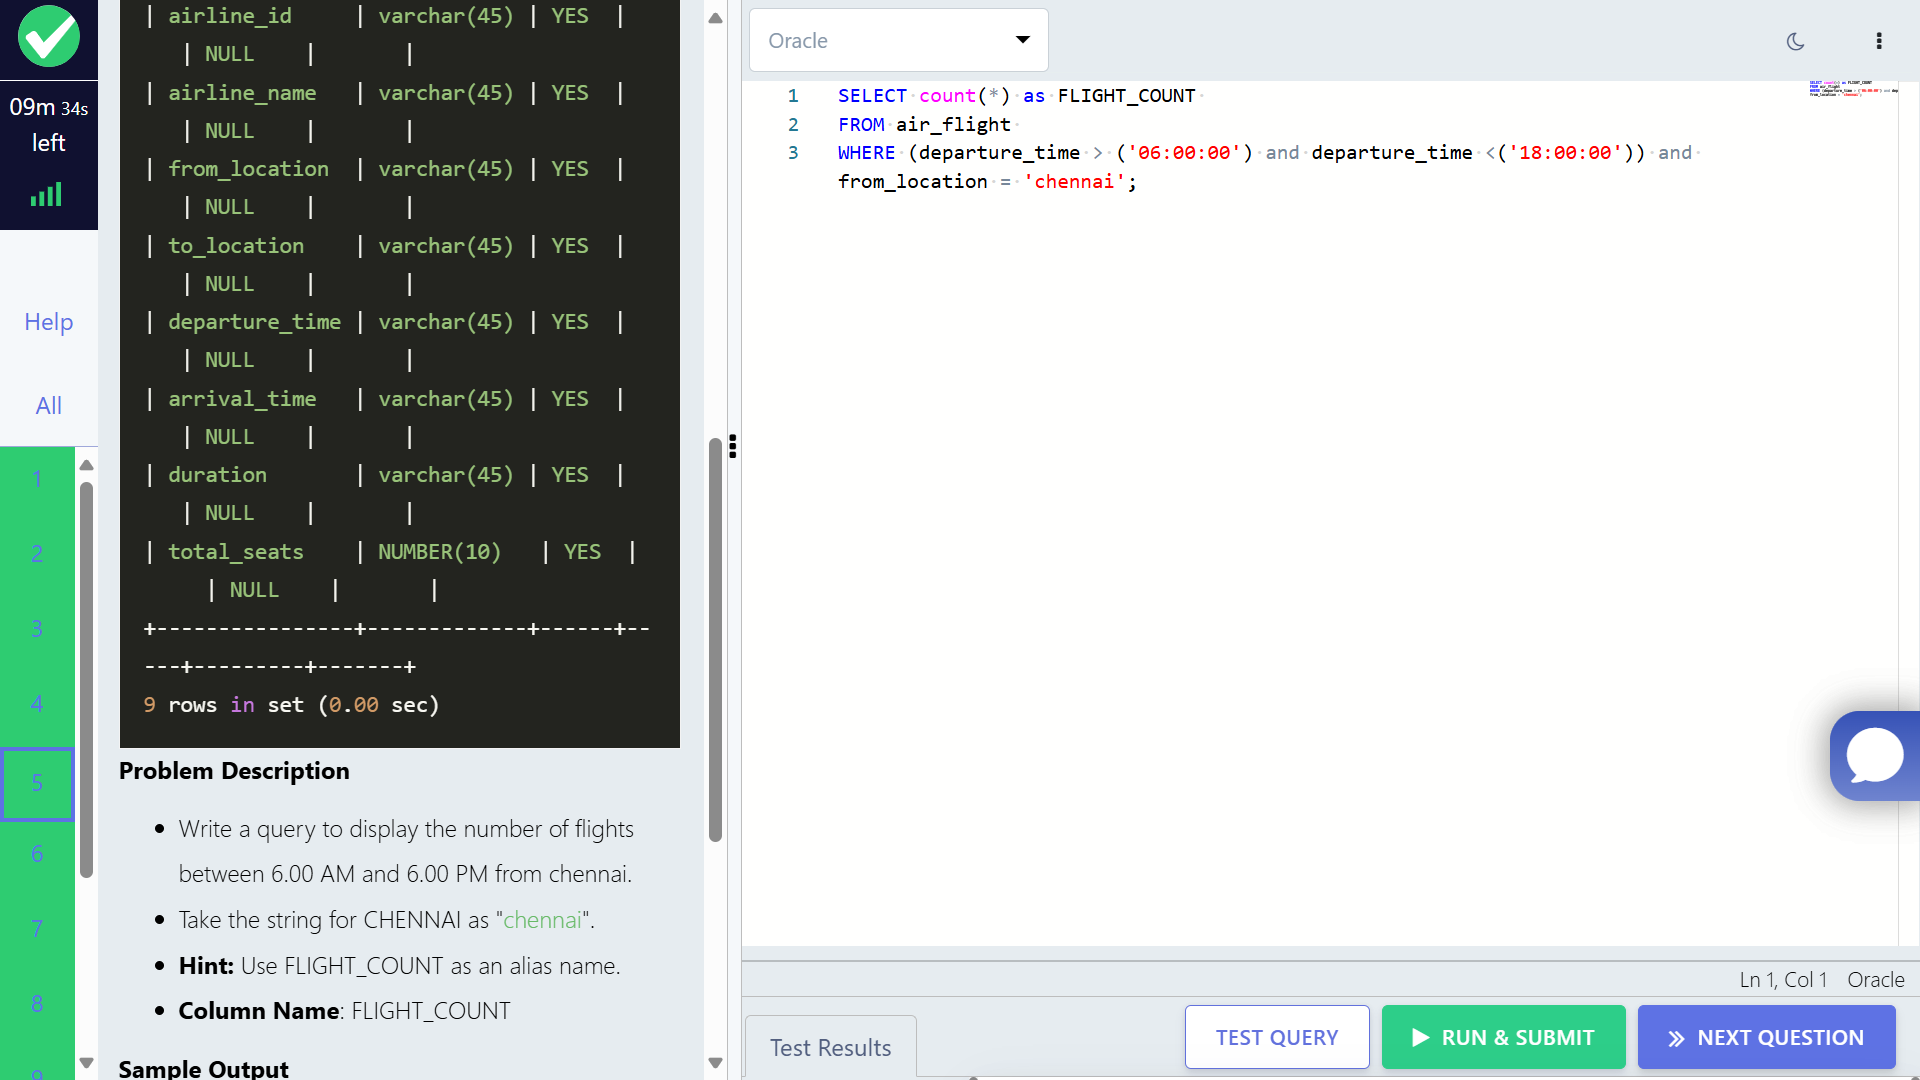 09m 34s
left
Help
All
1
2
3
4
5
6
7
8
9
| airline_id     | varchar(45) | YES  |
| NULL    |       |
| airline_name   | varchar(45) | YES  |
| NULL    |       |
| from_location  | varchar(45) | YES  |
| NULL    |       |
| to_location    | varchar(45) | YES  |
| NULL    |       |
| departure_time | varchar(45) | YES  |
| NULL    |       |
| arrival_time   | varchar(45) | YES  |
| NULL    |       |
| duration       | varchar(45) | YES  |
| NULL    |       |
| total_seats    | NUMBER(10)   | YES  |
| NULL    |       |
+----------------+-------------+------+--
---+---------+-------+
9 rows in set (0.00 sec)
Problem Description
• Write a query to display the number of flights
between 6.00 AM and 6.00 PM from chennai.
• Take the string for CHENNAI as "chennai".
• Hint: Use FLIGHT_COUNT as an alias name.
• Column Name: FLIGHT_COUNT
Sample Output
Oracle
1 SELECT count(*) as FLIGHT_COUNT
2 FROM air_flight
3 WHERE (departure_time > ('06:00:00') and departure_time <('18:00:00')) and
from_location = 'chennai';
Ln 1, Col 1 Oracle
Test Results
TEST QUERY
RUN & SUBMIT
NEXT QUESTION